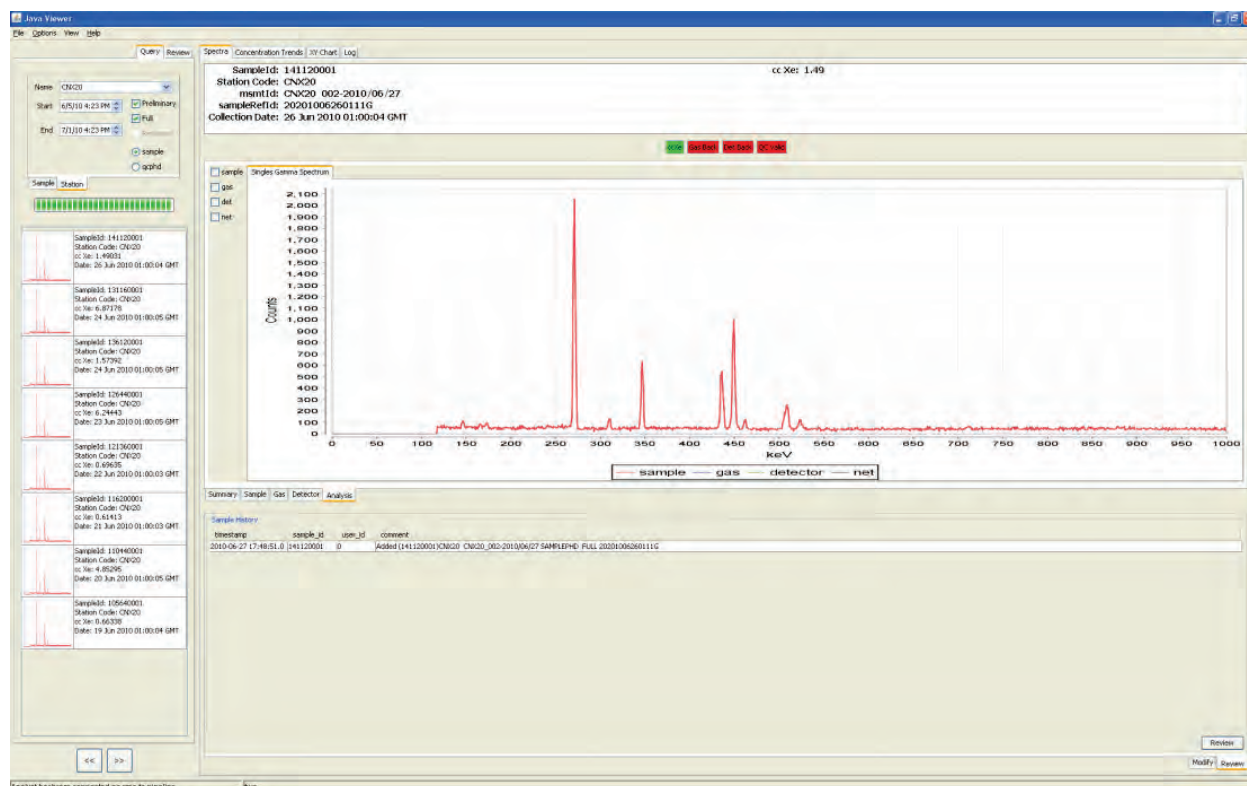 Java Viewer
File Options View Help
Query Review
Name CNX20
Start 6/5/10 4:23 PM Preliminary
Full
End 7/1/10 4:23 PM
sample
qcphd
Sample Station
SampleId: 141120001
Station Code: CNX20
cc Xe: 1.49031
Date: 26 Jun 2010 01:00:04 GMT
SampleId: 131160001
Station Code: CNX20
cc Xe: 6.87178
Date: 24 Jun 2010 01:00:05 GMT
SampleId: 136120001
Station Code: CNX20
cc Xe: 1.57392
Date: 24 Jun 2010 01:00:05 GMT
SampleId: 126440001
Station Code: CNX20
cc Xe: 6.24443
Date: 23 Jun 2010 01:00:05 GMT
SampleId: 121360001
Station Code: CNX20
cc Xe: 0.69635
Date: 22 Jun 2010 01:00:03 GMT
SampleId: 116200001
Station Code: CNX20
cc Xe: 0.61413
Date: 21 Jun 2010 01:00:03 GMT
SampleId: 110440001
Station Code: CNX20
cc Xe: 4.85295
Date: 20 Jun 2010 01:00:05 GMT
SampleId: 105640001
Station Code: CNX20
cc Xe: 0.66338
Date: 19 Jun 2010 01:00:04 GMT
<< >>
Spectra Concentration Trends XY Chart Log
SampleId: 141120001 cc Xe: 1.49
Station Code: CNX20
msmtId: CNX20 002-2010/06/27
sampleRefId: 20201006260111G
Collection Date: 26 Jun 2010 01:00:04 GMT
ccXe Gas Back Det Back QC Valid
sample Singles Gamma Spectrum
gas
det
net
2,100
2,000
1,900
1,800
1,700
1,600
1,500
1,400
1,300
1,200
1,100
1,000
900
800
700
600
500
400
300
200
100
0
Counts
0 50 100 150 200 250 300 350 400 450 500 550 600 650 700 750 800 850 900 950 1000
keV
sample gas detector net
Summary Sample Gas Detector Analysis
Sample History
timestamp sample_id user_id comment
2010-06-27 17:48:51.0 141120001 0 Added (141120001)CNX20 CNX20_002-2010/06/27 SAMPLEPHD FULL 20201006260111G
Review
Modify Review